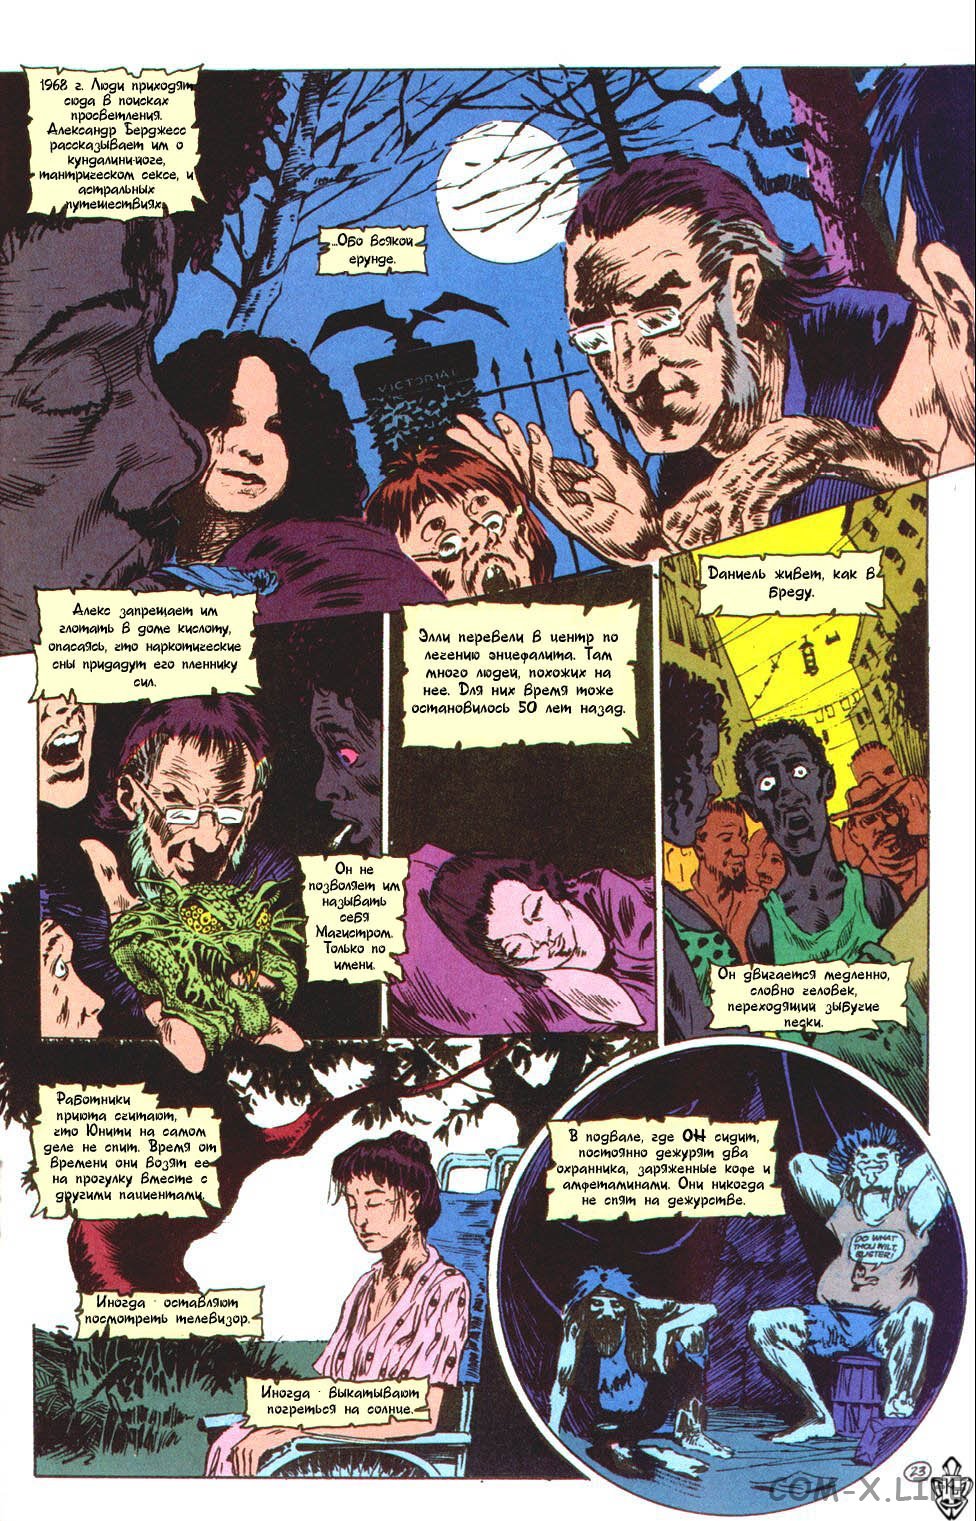 1968 г. Люди приходят
сюда в поисках
просветления.
Александр Берджесс
рассказывает им о
кундалини-йоге,
тантрическом сексе, и
астральных
путешествиях.
...Обо всякой
ерунде.
VICTORIAL
Алекс запрещает им
глотать в доме кислоту,
опасаясь, что наркотические
сны придадут его пленнику
сил.
Он не
позволяет им
называть
себя
Магистром.
Только по
имени.
Элли перевели в центр по
лечению энцефалита. Там
много людей, похожих на
нее. Для них время тоже
остановилось 50 лет назад.
Даниель живет, как в
бреду.
Он двигается медленно,
словно человек,
переходящий зыбучие
пески.
Работники
приюта считают,
что Юнити на самом
деле не спит. Время от
времени они возят ее
на прогулку вместе с
другими пациентами.
Иногда - оставляют
посмотреть телевизор.
Иногда - выкатывают
погреться на солнце.
В подвале, где ОН сидит,
постоянно дежурят два
охранника, заряженные кофе и
амфетаминами. Они никогда
не спят на дежурстве.
DO WHAT
THOU WILT,
BUSTER!
23
COM-X.LIFE